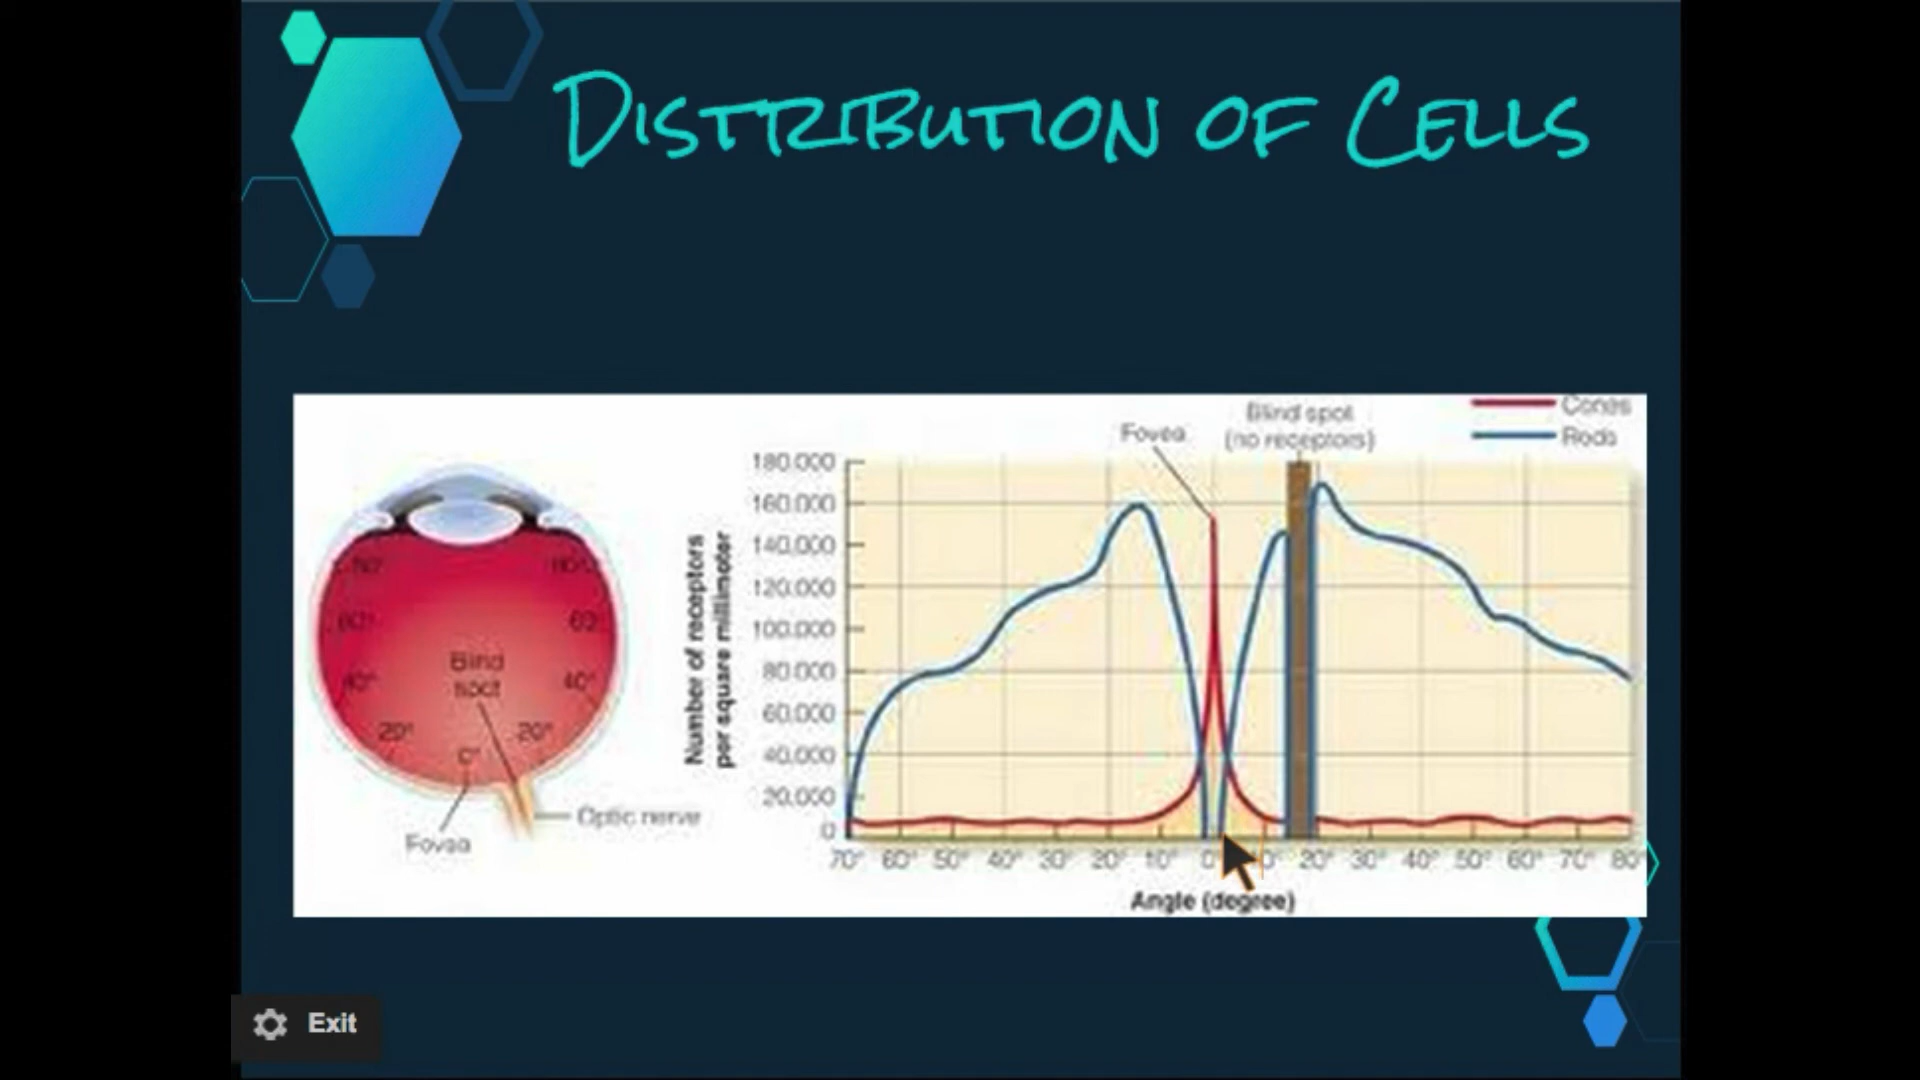 DISTRIBUTION OF CELLS
Cones
Rods
Fovea
Blind spot
(no receptors)
180.000
160.000
140.000
120.000
100.000
80.000
60.000
40.000
20.000
0
Number of receptors
per square millimeter
70° 60° 50° 40° 30° 20° 10° 0° 20° 30° 40° 50° 60° 70° 80°
Angle (degree)
80°
60°
60°
Blind
spot
40°
40°
20°
20°
0°
Optic nerve
Fovea
Exit